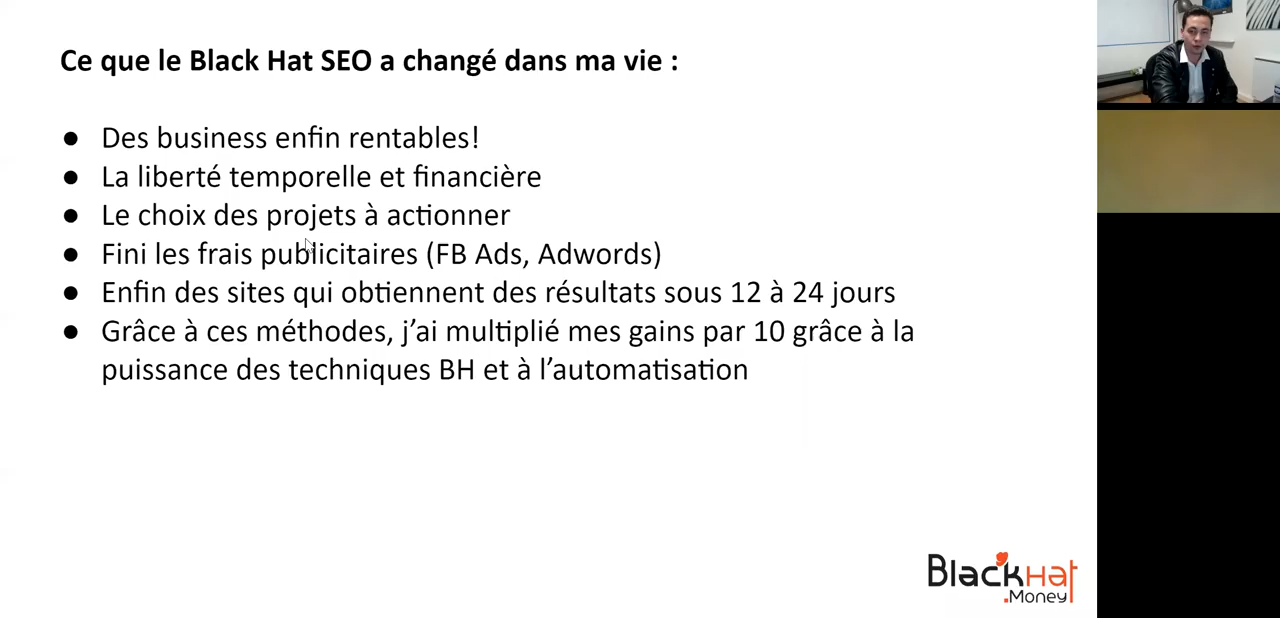 Ce que le Black Hat SEO a changé dans ma vie :
● Des business enfin rentables!
● La liberté temporelle et financière
● Le choix des projets à actionner
● Fini les frais publicitaires (FB Ads, Adwords)
● Enfin des sites qui obtiennent des résultats sous 12 à 24 jours
● Grâce à ces méthodes, j’ai multiplié mes gains par 10 grâce à la
puissance des techniques BH et à l’automatisation
BlackHat
.Money